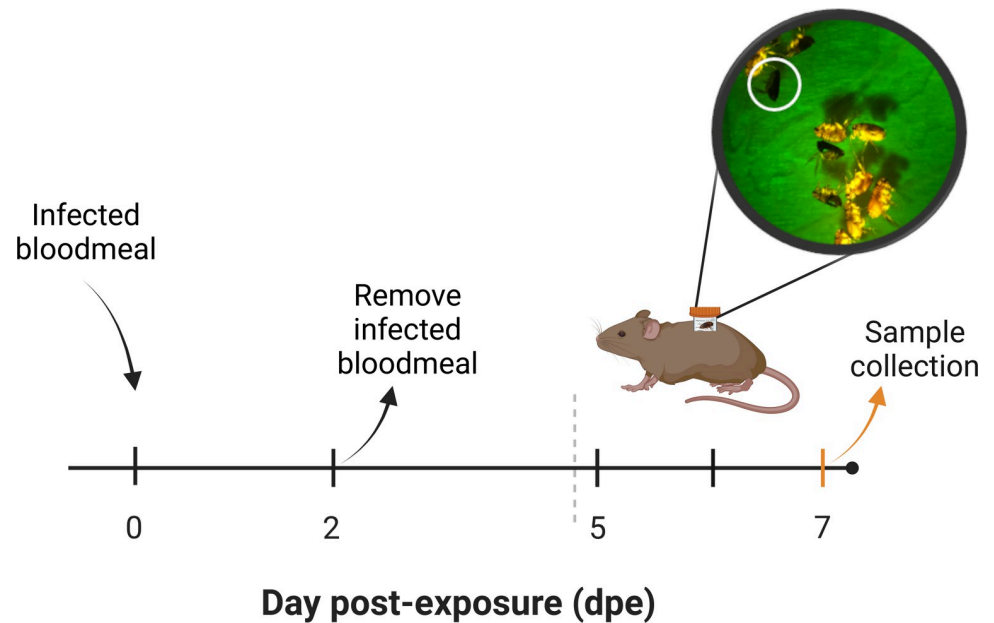 Infected
bloodmeal
Remove
infected
bloodmeal
Sample
collection
0
2
5
7
Day post-exposure (dpe)